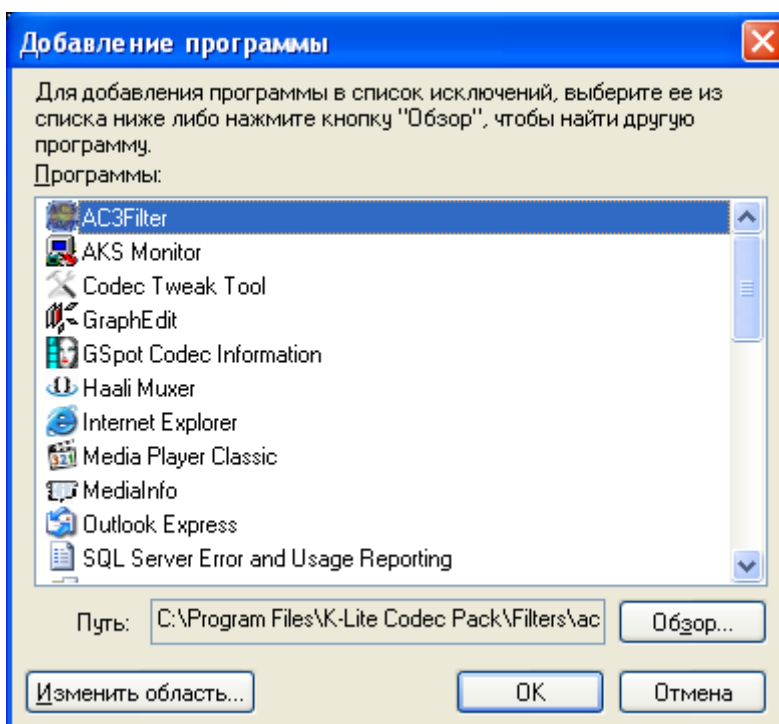 Добавление программы
Для добавления программы в список исключений, выберите ее из
списка ниже либо нажмите кнопку "Обзор", чтобы найти другую
программу.
Программы:
AC3Filter
AKS Monitor
Codec Tweak Tool
GraphEdit
GSpot Codec Information
Haali Muxer
Internet Explorer
Media Player Classic
MediaInfo
Outlook Express
SQL Server Error and Usage Reporting
Путь: C:\Program Files\K-Lite Codec Pack\Filters\ac Обзор...
Изменить область... OK Отмена